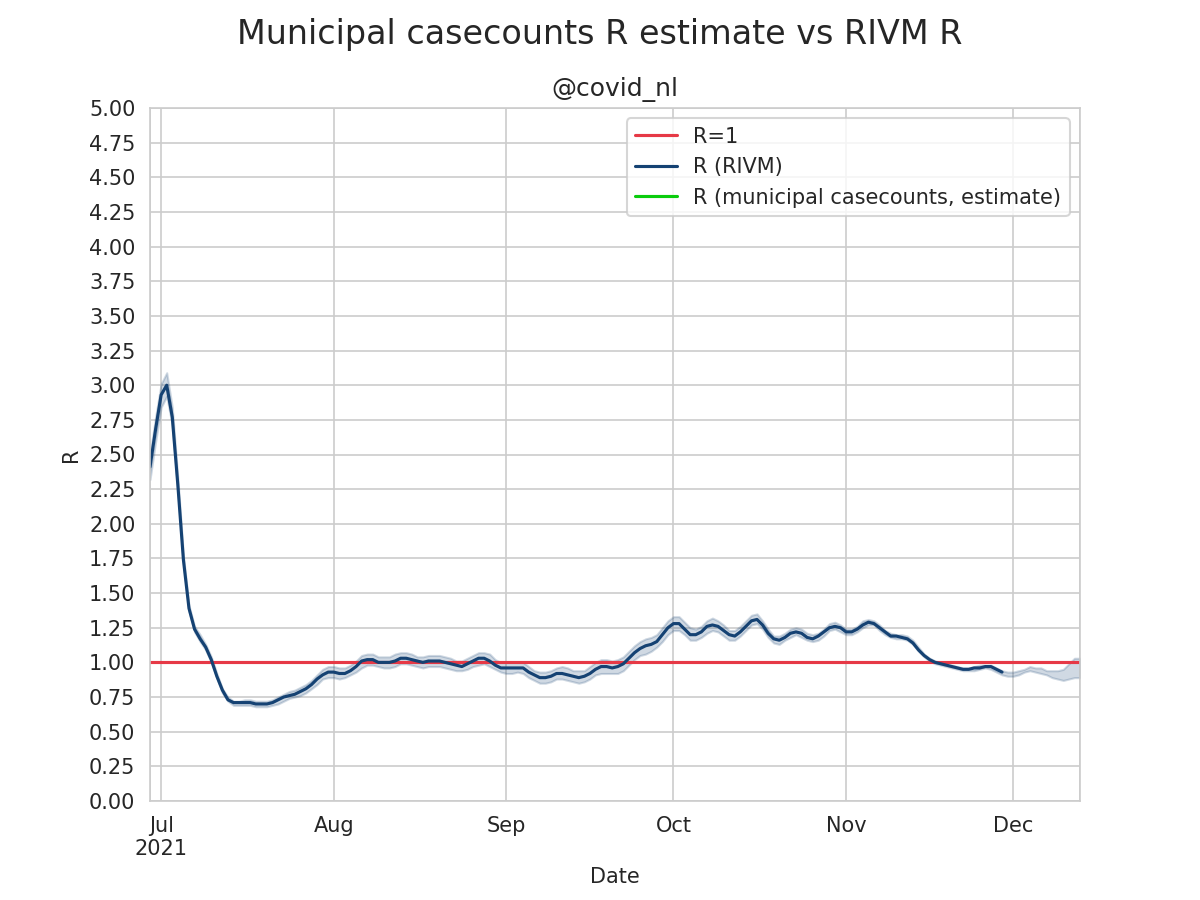 Municipal casecounts R estimate vs RIVM R
@covid_nl
R=1
R (RIVM)
R (municipal casecounts, estimate)
5.00
4.75
4.50
4.25
4.00
3.75
3.50
3.25
3.00
2.75
2.50
2.25
2.00
1.75
1.50
1.25
1.00
0.75
0.50
0.25
0.00
R
Jul Aug Sep Oct Nov Dec
2021
Date